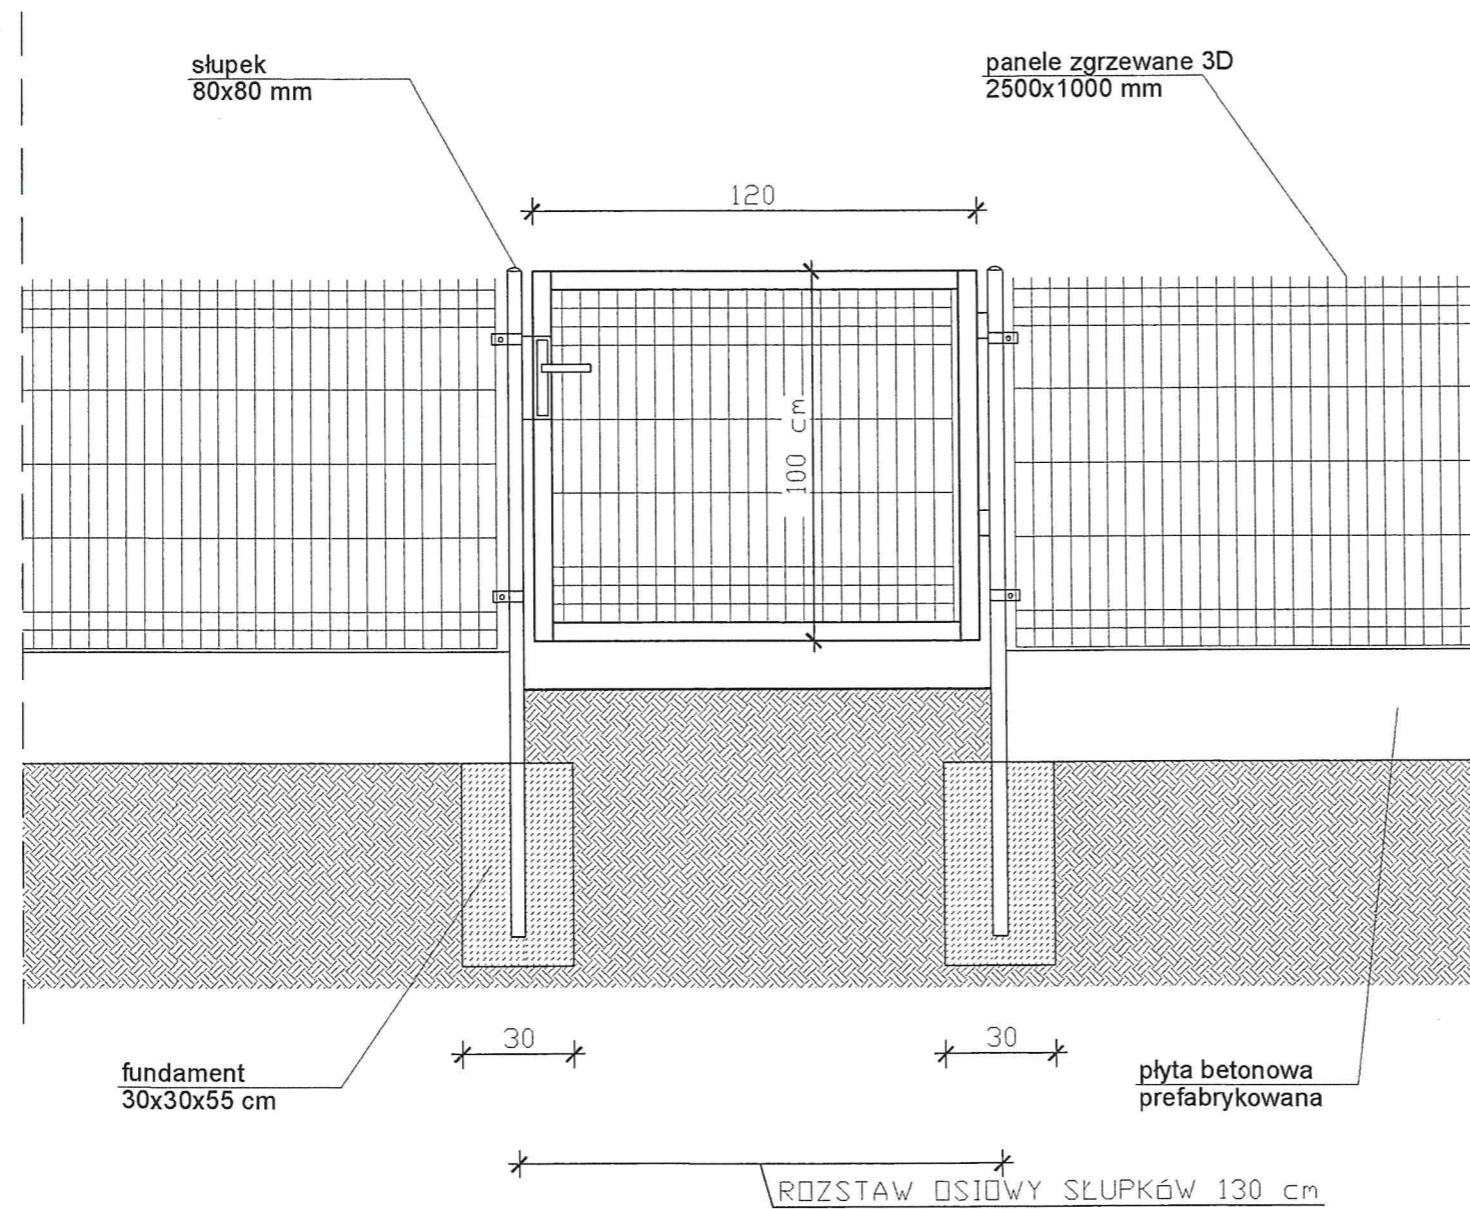 słupek
80x80 mm
panele zgrzewane 3D
2500x1000 mm
120
100 cm
30
30
fundament
30x30x55 cm
płyta betonowa
prefabrykowana
ROZSTAW OSIOWY SŁUPKÓW 130 cm